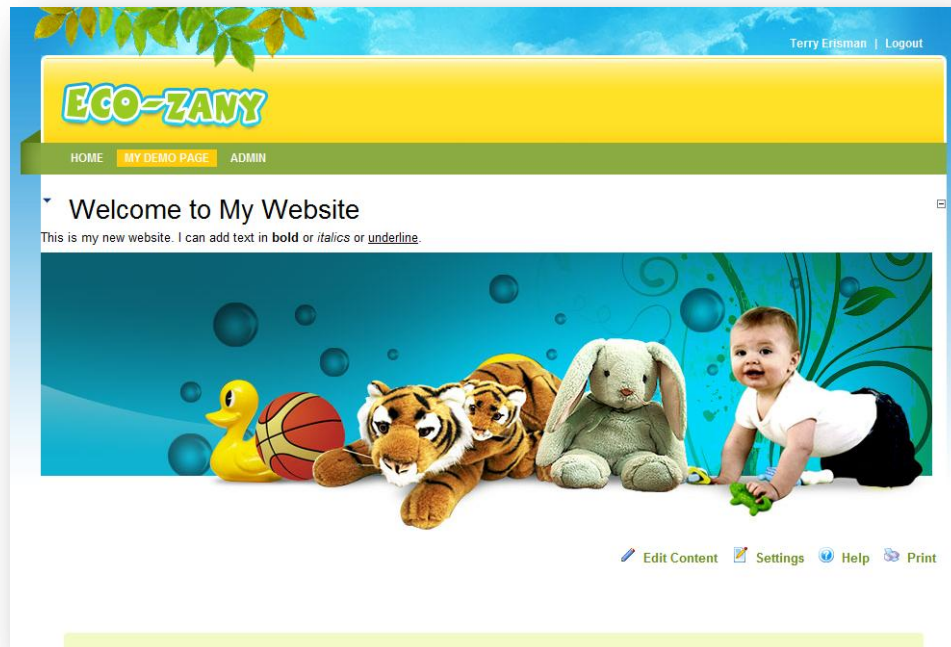 Terry Erisman | Logout
ECO-ZANY
HOME MY DEMO PAGE ADMIN
Welcome to My Website
This is my new website. I can add text in bold or italics or underline.
Edit Content Settings Help Print